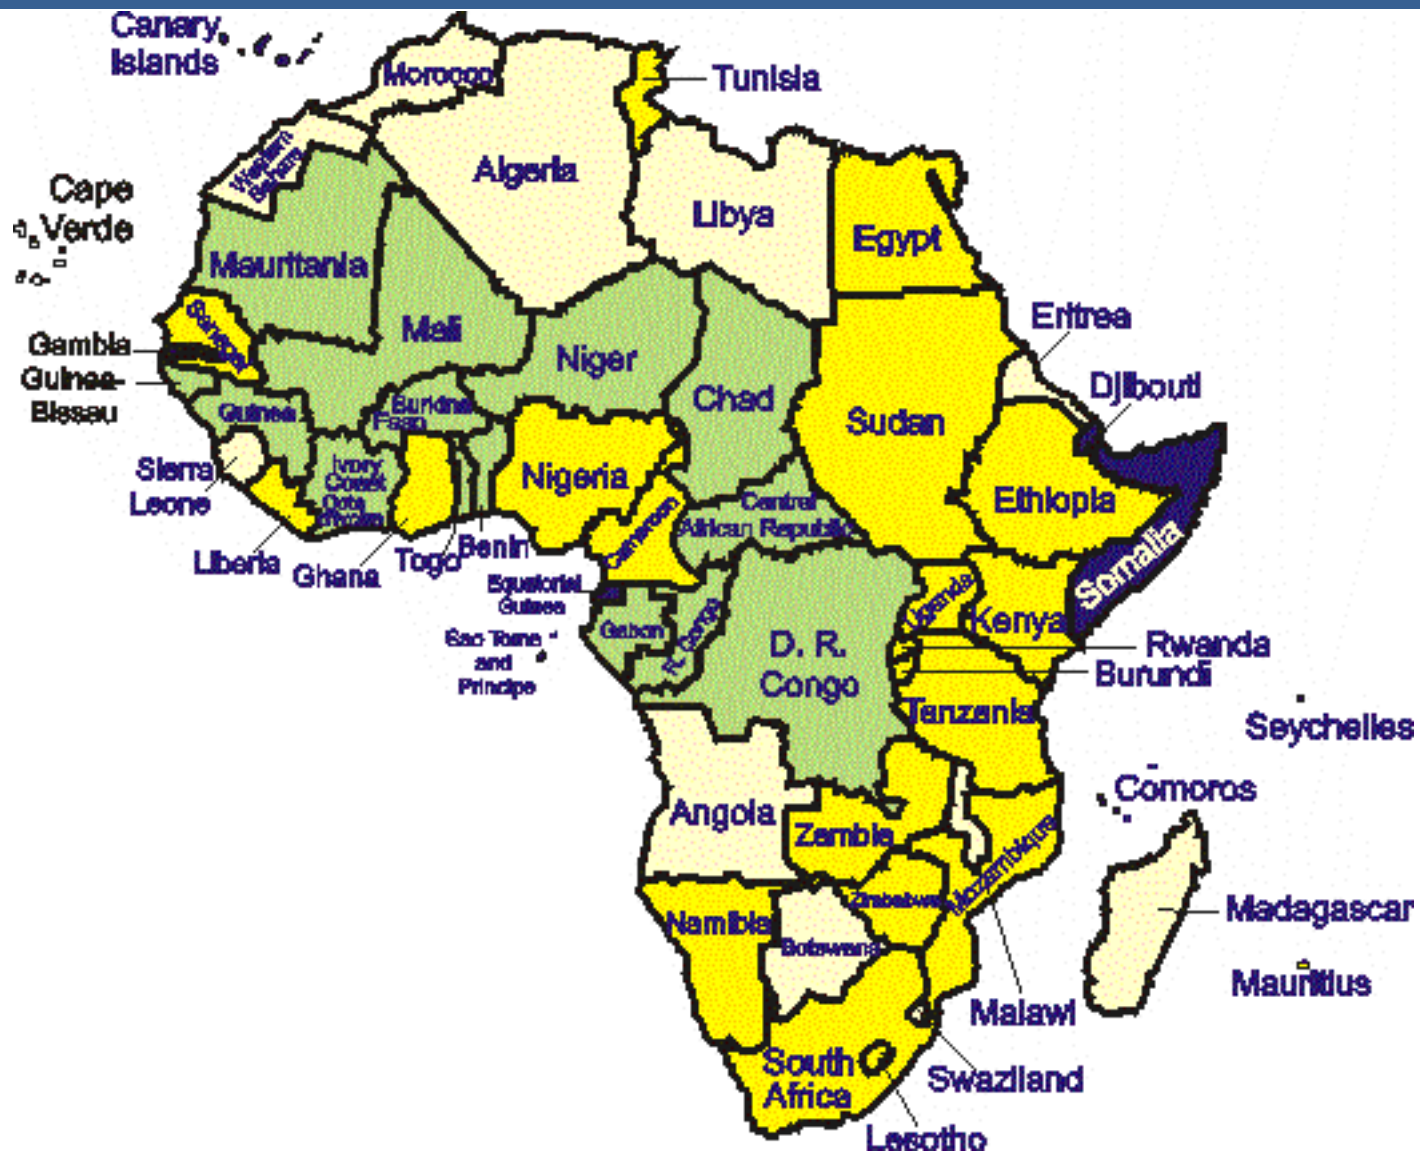 Canary
Islands
Morocco
Tunisia
Western
Sahara
Algeria
Libya
Egypt
Cape
Verde
Mauritania
Mali
Niger
Chad
Sudan
Eritrea
Djibouti
Senegal
Gambia
Guinea-
Bissau
Guinea
Burkina
Faso
Sierra
Leone
Ivory
Coast
Liberia
Ghana
Togo
Benin
Nigeria
Cameroon
Central
African Republic
Ethiopia
Somalia
Equatorial
Guinea
Sao Tome
and
Principe
Gabon
R. Congo
D. R.
Congo
Uganda
Kenya
Rwanda
Burundi
Tanzania
Seychelles
Comoros
Angola
Zambia
Mozambique
Zimbabwe
Namibia
Botswana
Madagascar
Mauritius
Malawi
South
Africa
Swaziland
Lesotho